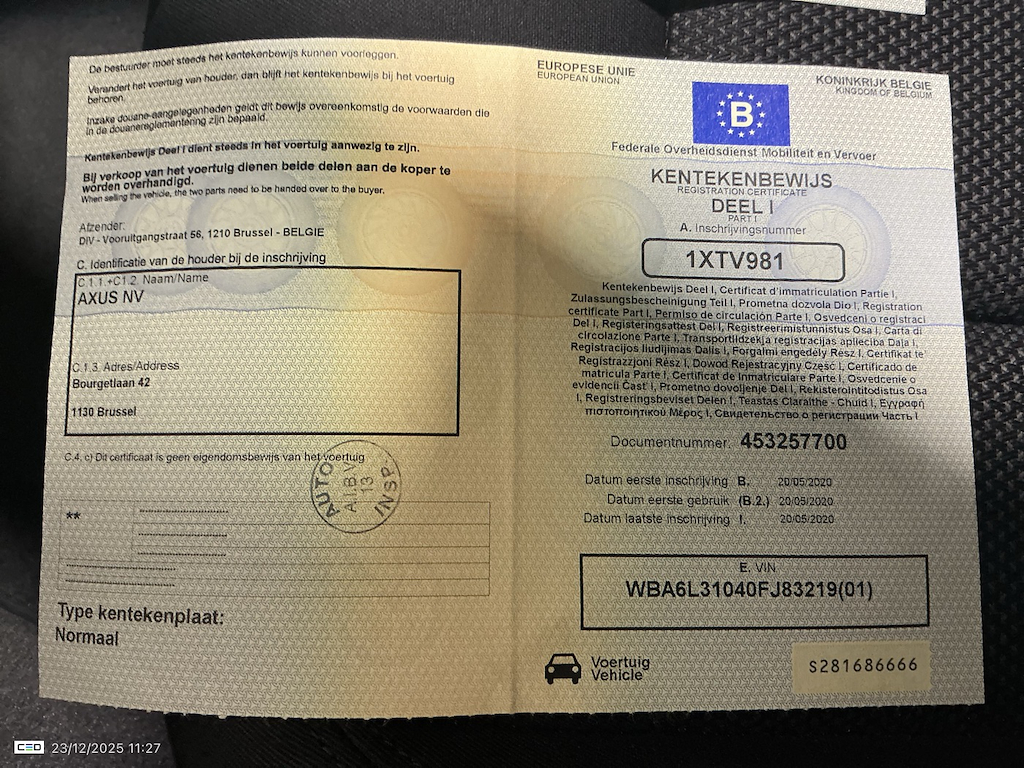 De bestuurder moet steeds het kentekenbewijs kunnen voorleggen.
Verandert het voertuig van houder, dan blijft het kentekenbewijs bij het voertuig
behoren.
Inzake douane-aangelegenheden geldt dit bewijs overeenkomstig de voorwaarden die
in de douanereglementering zijn bepaald.
Kentekenbewijs Deel I dient steeds in het voertuig aanwezig te zijn.
Bij verkoop van het voertuig dienen beide delen aan de koper te
worden overhandigd.
When selling the vehicle, the two parts need to be handed over to the buyer.
Afzender:
DIV - Vooruitgangstraat 56, 1210 Brussel - BELGIE
C. Identificatie van de houder bij de inschrijving
C.1.1.+C1.2. Naam/Name
AXUS NV
C.1.3. Adres/Address
Bourgetlaan 42
1130 Brussel
C.4. c) Dit certificaat is geen eigendomsbewijs van het voertuig
AUTO
A.I.B.V
13
INSP.
**
Type kentekenplaat:
Normaal
EUROPESE UNIE
EUROPEAN UNION
KONINKRIJK BELGIE
KINGDOM OF BELGIUM
B
Federale Overheidsdienst Mobiliteit en Vervoer
KENTEKENBEWIJS
REGISTRATION CERTIFICATE
DEEL I
PART I
A. Inschrijvingsnummer
1XTV981
Kentekenbewijs Deel I, Certificat d'immatriculation Partie I,
Zulassungsbescheinigung Teil I, Prometna dozvola Dio I, Registration
certificate Part I, Permiso de circulación Parte I, Osvedceni o registraci
Del I, Registeringsattest Del I, Registreerimistunnistus Osa I, Carta di
circolazione Parte I, Transportlidzekja registracijas apliecība Daļa I,
Registracijos liudijimas Dalis I, Forgalmi engedély Rész I, Certifikat te'
Registrazzjoni Rész I, Dowod Rejestracyjny Część I, Certificado de
matricula Parte I, Certificat de Inmatriculare Parte I, Osvedcenie o
evidencii Časť I, Prometno dovoljenje Del I, Rekisterointitodistus Osa
I, Registreringsbeviset Delen I, Teastas Claraithe - Chuid I, Εγγραφή
πιστοποιητικού Μέρος I, Свидетельство о регистрации Часть I
Documentnummer: 453257700
Datum eerste inschrijving B. 20/05/2020
Datum eerste gebruik (B.2.) 20/05/2020
Datum laatste inschrijving I. 20/05/2020
E. VIN
WBA6L31040FJ83219(01)
Voertuig
Vehicle
S281686666
CEO 23/12/2025 11:27